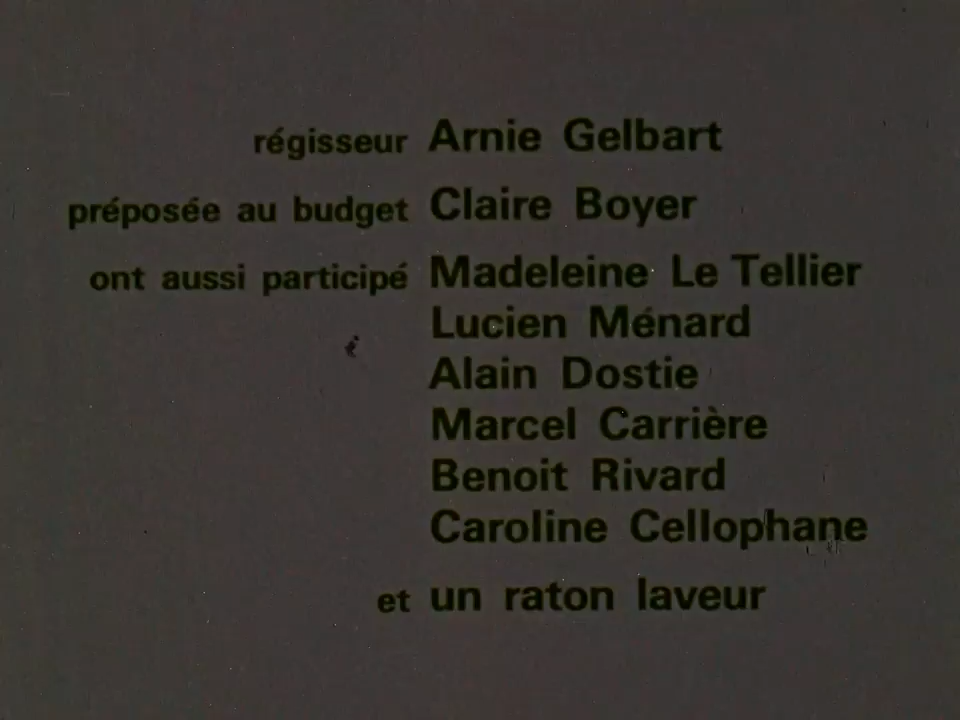 régisseur Arnie Gelbart
préposée au budget Claire Boyer
ont aussi participé Madeleine Le Tellier
Lucien Ménard
Alain Dostie
Marcel Carrière
Benoit Rivard
Caroline Cellophane
et un raton laveur